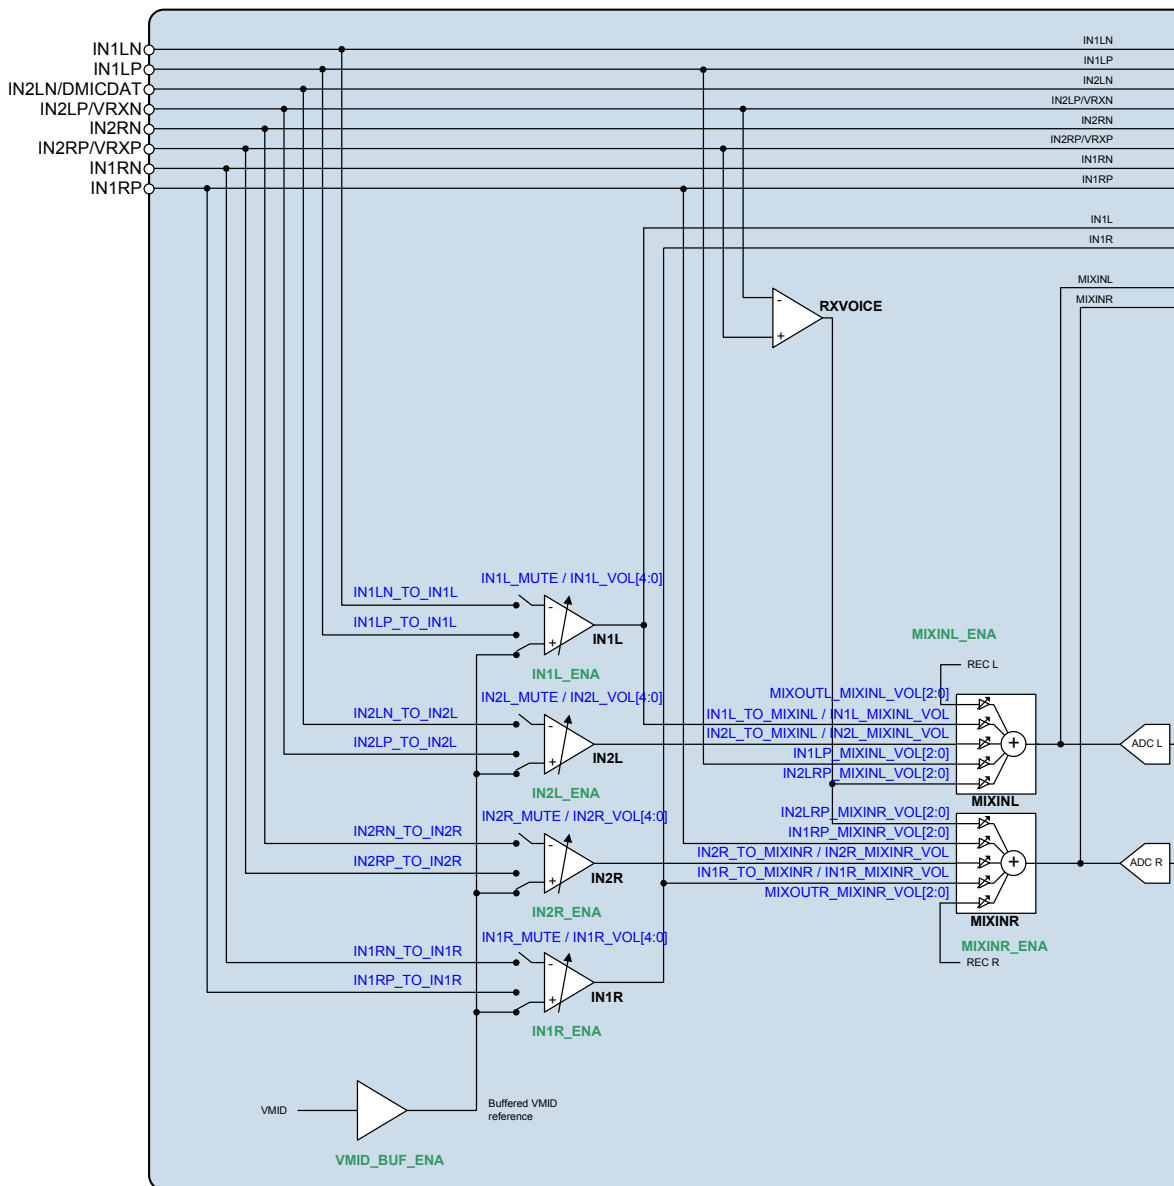 IN1LN
IN1LN
IN1LP
IN1LP
IN2LN/DMICDAT
IN2LN
IN2LP/VRXN
IN2LP/VRXN
IN2RN
IN2RN
IN2RP/VRXP
IN2RP/VRXP
IN1RN
IN1RN
IN1RP
IN1RP
IN1L
IN1R
MIXINL
MIXINR
-
+
RXVOICE
IN1L_MUTE / IN1L_VOL[4:0]
IN1LN_TO_IN1L
-
IN1LP_TO_IN1L
+
IN1L
IN1L_ENA
MIXINL_ENA
REC L
IN2L_MUTE / IN2L_VOL[4:0]
MIXOUTL_MIXINL_VOL[2:0]
IN2LN_TO_IN2L
-
IN1L_TO_MIXINL / IN1L_MIXINL_VOL
IN2LP_TO_IN2L
IN2L_TO_MIXINL / IN2L_MIXINL_VOL
+
IN2L
IN1LP_MIXINL_VOL[2:0]
+
ADC L
IN2LRP_MIXINL_VOL[2:0]
IN2L_ENA
MIXINL
IN2R_MUTE / IN2R_VOL[4:0]
IN2LRP_MIXINR_VOL[2:0]
IN2RN_TO_IN2R
-
IN1RP_MIXINR_VOL[2:0]
IN2RP_TO_IN2R
IN2R_TO_MIXINR / IN2R_MIXINR_VOL
+
IN2R
IN1R_TO_MIXINR / IN1R_MIXINR_VOL
+
ADC R
MIXOUTR_MIXINR_VOL[2:0]
IN2R_ENA
MIXINR
IN1R_MUTE / IN1R_VOL[4:0]
MIXINR_ENA
IN1RN_TO_IN1R
-
REC R
IN1RP_TO_IN1R
+
IN1R
IN1R_ENA
VMID
Buffered VMID
reference
VMID_BUF_ENA